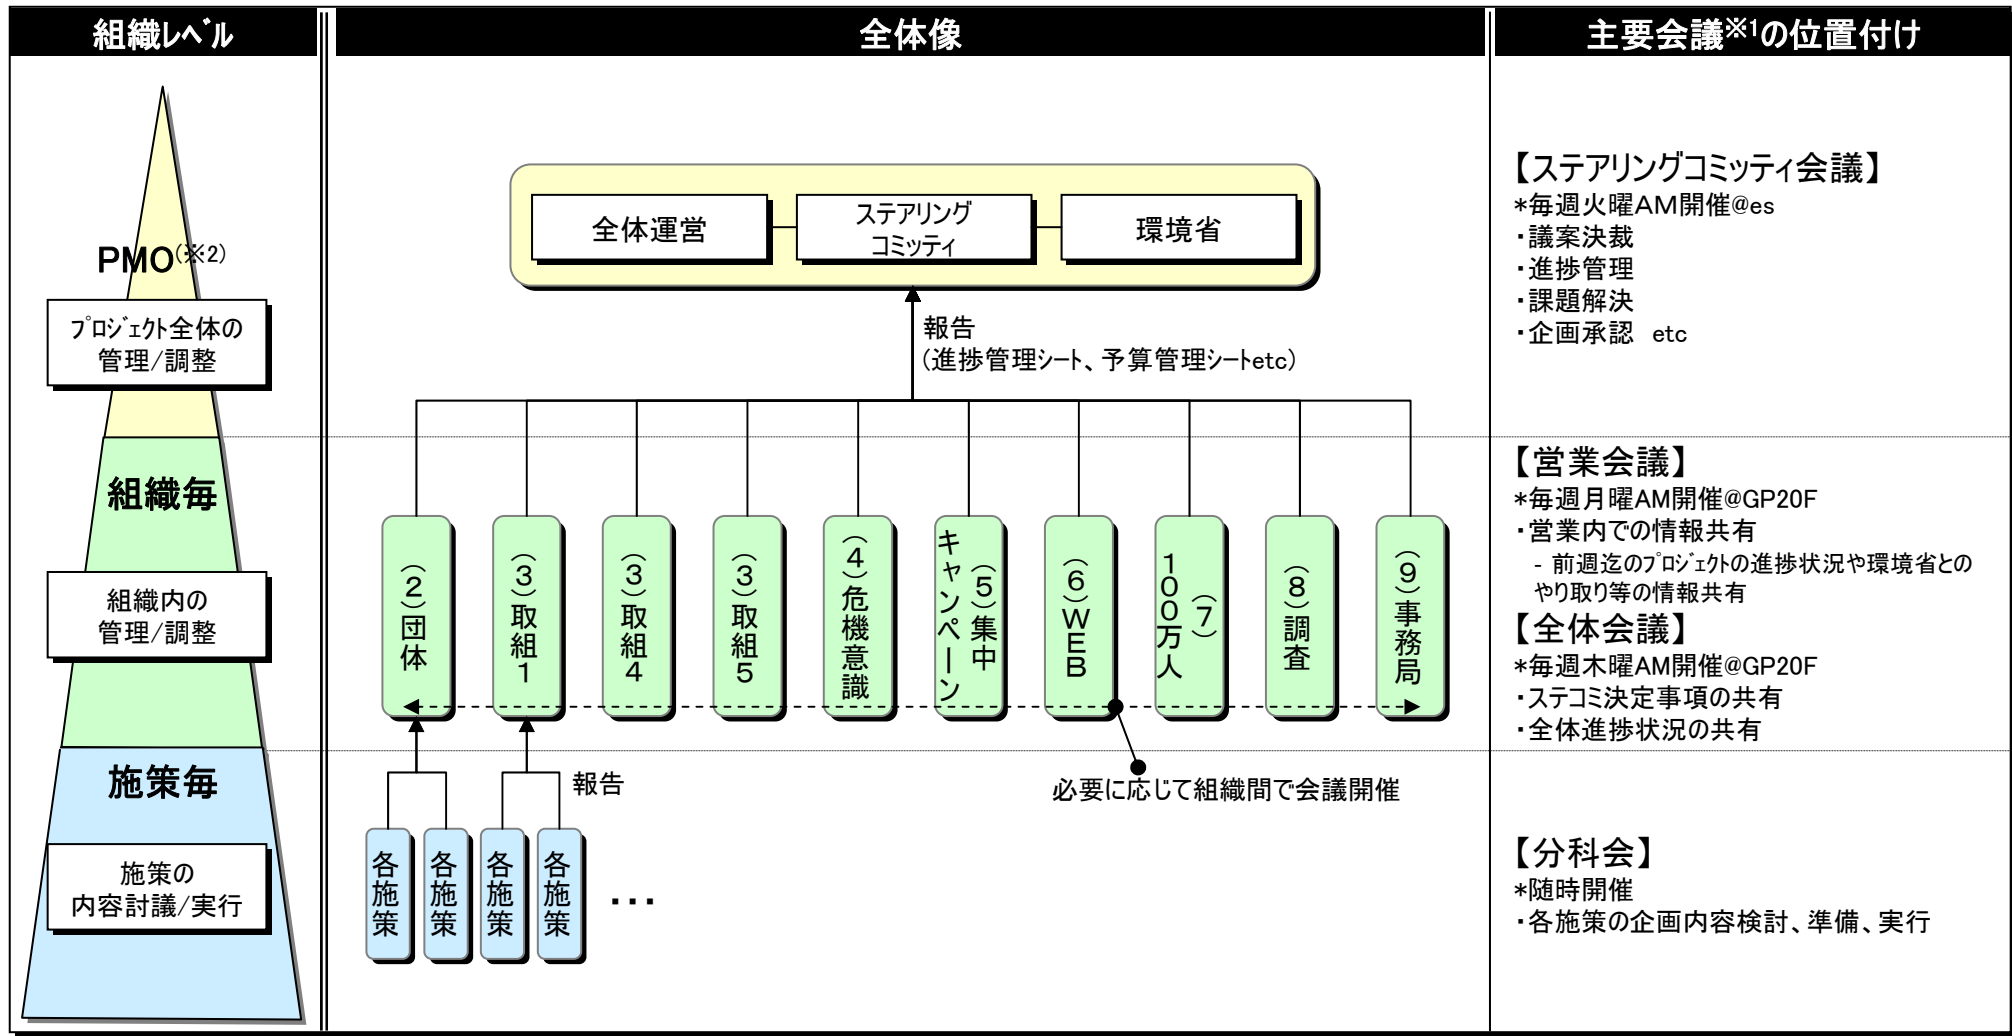 組織レベル
全体像
主要会議※1の位置付け
PMO(※2)
プロジェクト全体の
管理/調整
組織毎
組織内の
管理/調整
施策毎
施策の
内容討議/実行
全体運営
ステアリング
コミッティ
環境省
報告
(進捗管理シート、予算管理シートetc)
(2)団体
(3)取組1
(3)取組4
(3)取組5
(4)危機意識
(5)集中
キャンペーン
(6)WEB
(7)
100万人
(8)調査
(9)事務局
報告
必要に応じて組織間で会議開催
各施策
各施策
各施策
各施策
・・・
【ステアリングコミッティ会議】
*毎週火曜AM開催@es
・議案決裁
・進捗管理
・課題解決
・企画承認 etc
【営業会議】
*毎週月曜AM開催@GP20F
・営業内での情報共有
- 前週迄のプロジェクトの進捗状況や環境省との
やり取り等の情報共有
【全体会議】
*毎週木曜AM開催@GP20F
・ステコミ決定事項の共有
・全体進捗状況の共有
【分科会】
*随時開催
・各施策の企画内容検討、準備、実行